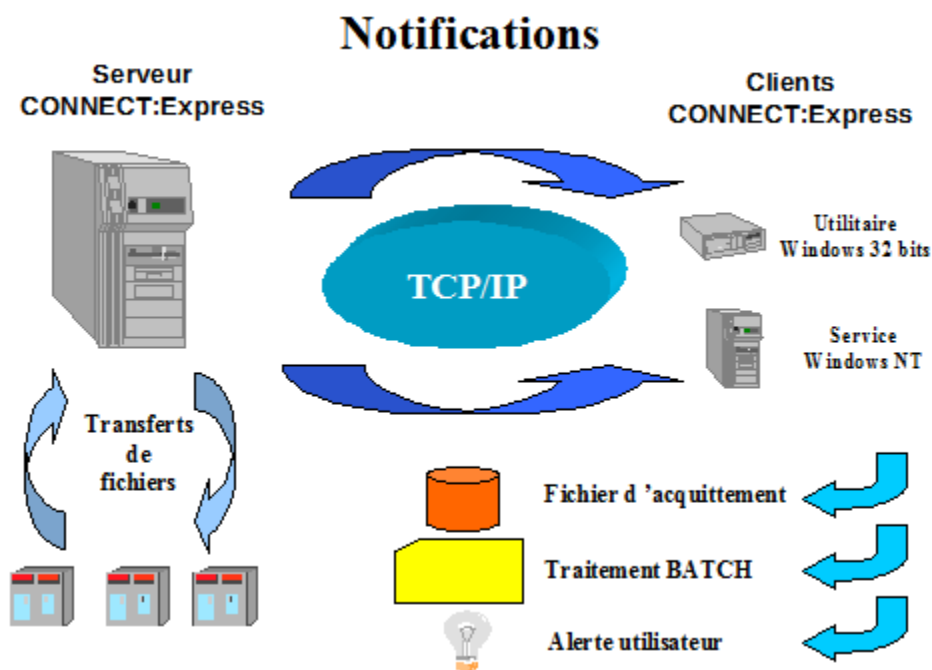 Notifications
Serveur
CONNECT:Express
Clients
CONNECT:Express
TCP/IP
Utilitaire
Windows 32 bits
Service
Windows NT
Transferts
de
fichiers
Fichier d ’acquittement
Traitement BATCH
Alerte utilisateur